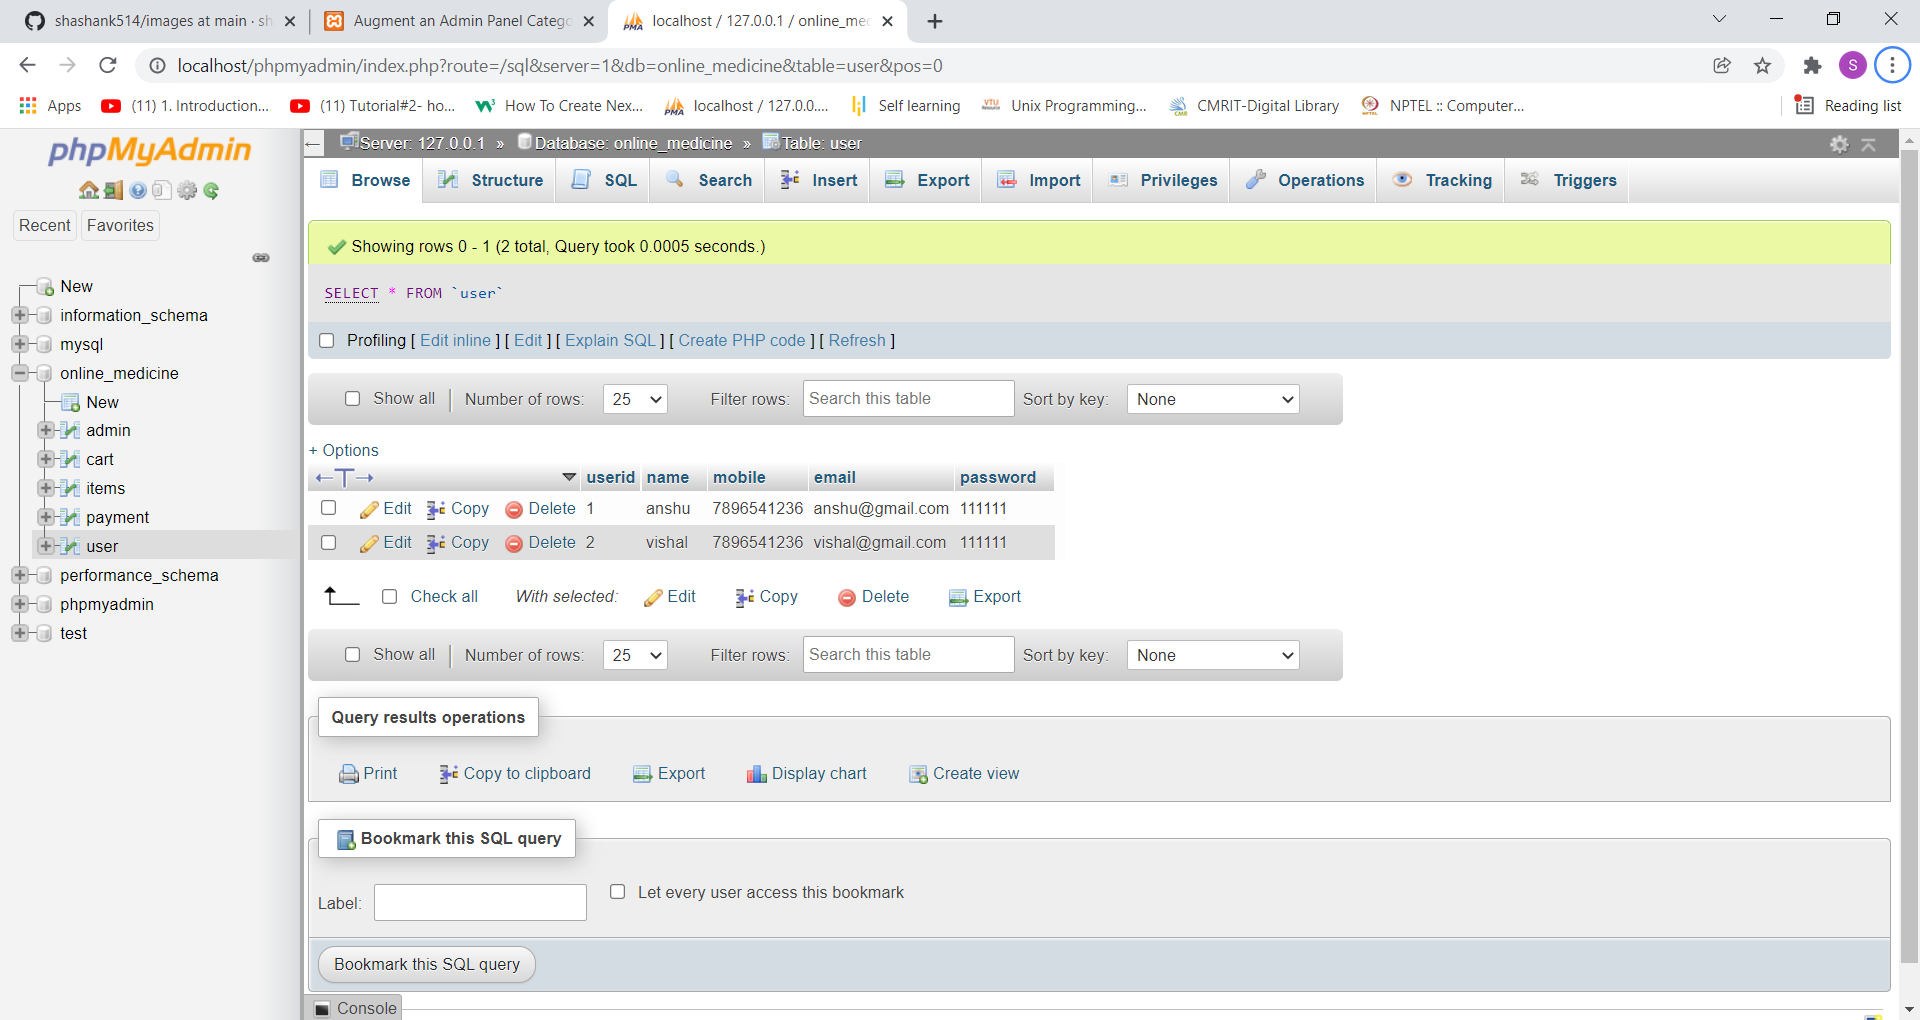 shashank514/images at main · sh
Augment an Admin Panel Catego
localhost / 127.0.0.1 / online_med
localhost/phpmyadmin/index.php?route=/sql&server=1&db=online_medicine&table=user&pos=0
S
Apps
(11) 1. Introduction...
(11) Tutorial#2- ho...
How To Create Nex...
localhost / 127.0.0....
Self learning
Unix Programming...
CMRIT-Digital Library
NPTEL :: Computer...
Reading list
phpMyAdmin
Recent
Favorites
New
information_schema
mysql
online_medicine
New
admin
cart
items
payment
user
performance_schema
phpmyadmin
test
Server: 127.0.0.1 » Database: online_medicine » Table: user
Browse Structure SQL Search Insert Export Import Privileges Operations Tracking Triggers
Showing rows 0 - 1 (2 total, Query took 0.0005 seconds.)
SELECT * FROM `user`
Profiling [ Edit inline ] [ Edit ] [ Explain SQL ] [ Create PHP code ] [ Refresh ]
Show all | Number of rows: 25 Filter rows: Search this table Sort by key: None
+ Options
userid name mobile email password
Edit Copy Delete 1 anshu 7896541236 anshu@gmail.com 111111
Edit Copy Delete 2 vishal 7896541236 vishal@gmail.com 111111
Check all With selected: Edit Copy Delete Export
Show all | Number of rows: 25 Filter rows: Search this table Sort by key: None
Query results operations
Print Copy to clipboard Export Display chart Create view
Bookmark this SQL query
Label: Let every user access this bookmark
Bookmark this SQL query
Console